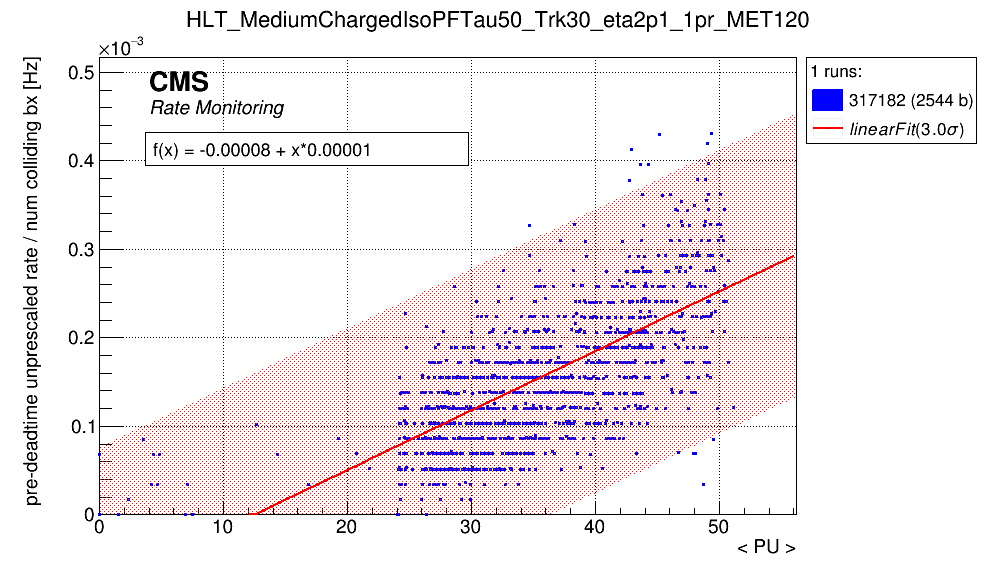 HLT_MediumChargedIsoPFTau50_Trk30_eta2p1_1pr_MET120
×10⁻³
pre-deadtime unprescaled rate / num colliding bx [Hz]
CMS
Rate Monitoring
f(x) = -0.00008 + x*0.00001
1 runs:
317182 (2544 b)
linearFit(3.0σ)
0.5
0.4
0.3
0.2
0.1
0
0 10 20 30 40 50
< PU >